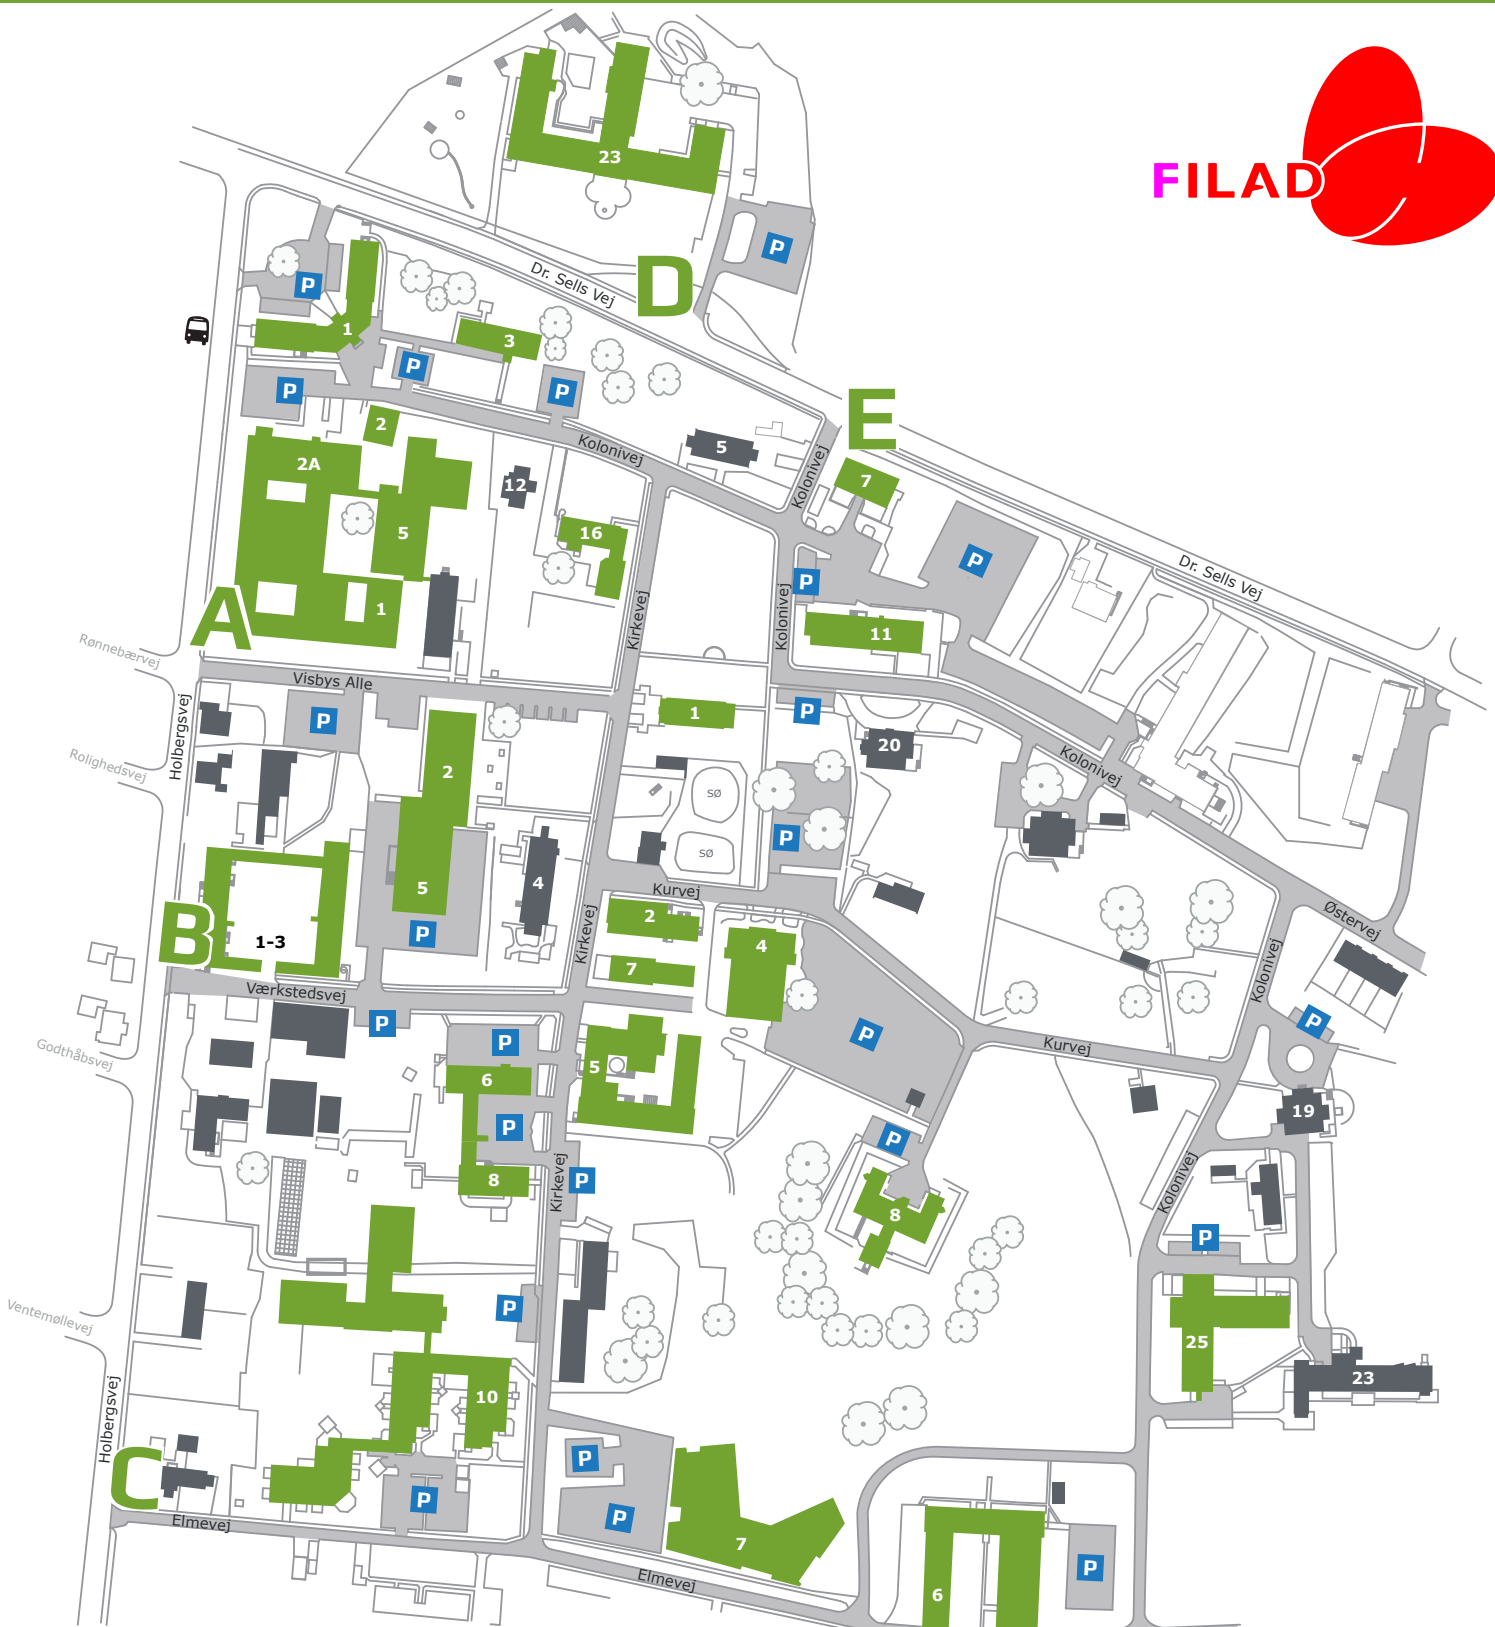 23
FILAD
P
D
Dr. Sells Vej
P
1
3
P
P
P
E
2
Kolonivej
5
Kolonivej
2A
12
7
5
16
P
Dr. Sells Vej
P
A
1
Kirkevej
Kolonivej
11
Rønnebærvej
Visbys Alle
Holbergsvej
P
1
P
20
2
Kolonivej
Rolighedsvej
SØ
P
SØ
5
4
Kurvej
B
1-3
P
Kirkevej
2
4
Østervej
7
Kolonivej
Værkstedsvej
P
P
P
P
Kurvej
Godthåbsvej
5
6
P
19
P
Kirkevej
8
P
Kolonivej
8
P
P
Ventemøllevej
25
Holbergsvej
10
23
C
P
P
P
Elmevej
7
Elmevej
6
P